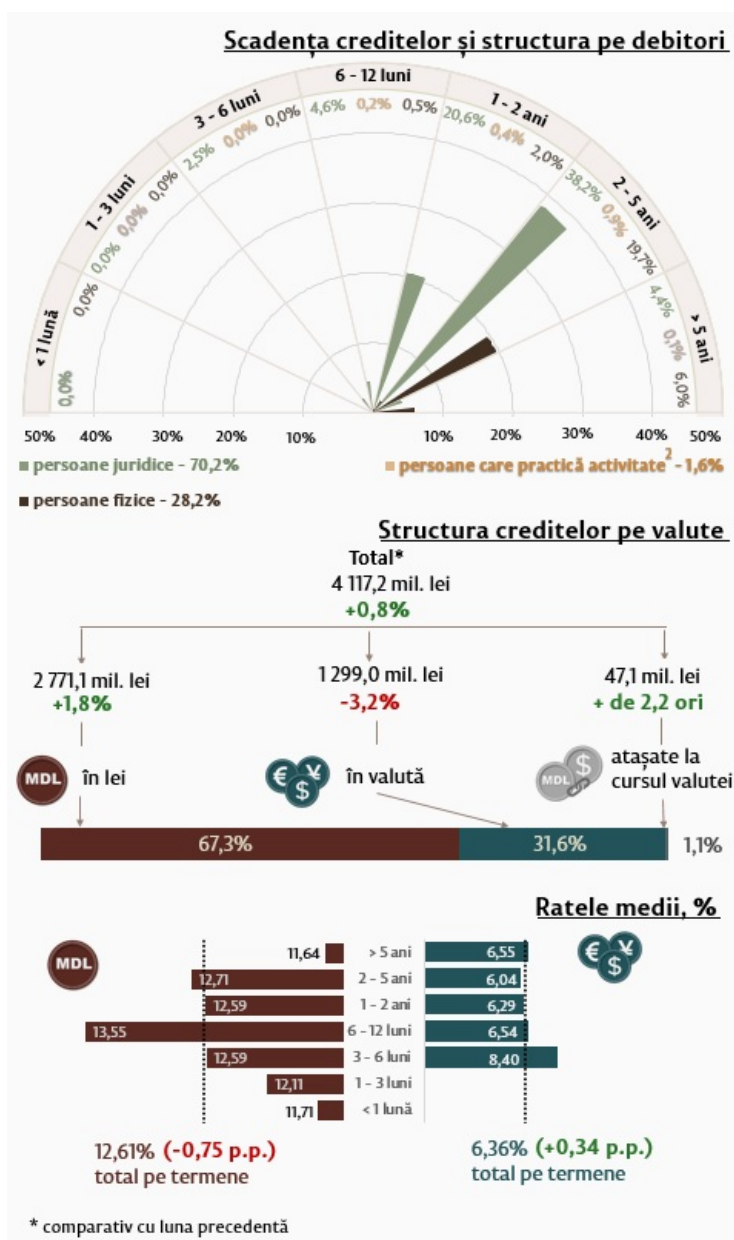 Scadența creditelor și structura pe debitori
< 1 lună
1 - 3 luni
3 - 6 luni
6 - 12 luni
1 - 2 ani
2 - 5 ani
> 5 ani
0,0%
0,0% 0,0% 0,0%
0,0% 2,5% 0,0% 0,0%
4,6% 0,2% 0,5%
20,6% 0,4% 2,0%
38,2% 0,9% 19,7%
4,4% 0,1% 6,0%
50% 40% 30% 20% 10% 10% 20% 30% 40% 50%
persoane juridice - 70,2%
persoane care practică activitate2 - 1,6%
persoane fizice - 28,2%
Structura creditelor pe valute
Total*
4 117,2 mil. lei
+0,8%
2 771,1 mil. lei
+1,8%
1 299,0 mil. lei
-3,2%
47,1 mil. lei
+ de 2,2 ori
MDL în lei
€ ¥ $ în valută
MDL $ atașate la
cursul valutei
67,3% 31,6% 1,1%
Ratele medii, %
MDL
€ ¥ $
11,64 > 5 ani 6,55
12,71 2 - 5 ani 6,04
12,59 1 - 2 ani 6,29
13,55 6 - 12 luni 6,54
12,59 3 - 6 luni 8,40
12,11 1 - 3 luni
11,71 < 1 lună
12,61% (-0,75 p.p.)
total pe termene
6,36% (+0,34 p.p.)
total pe termene
* comparativ cu luna precedentă